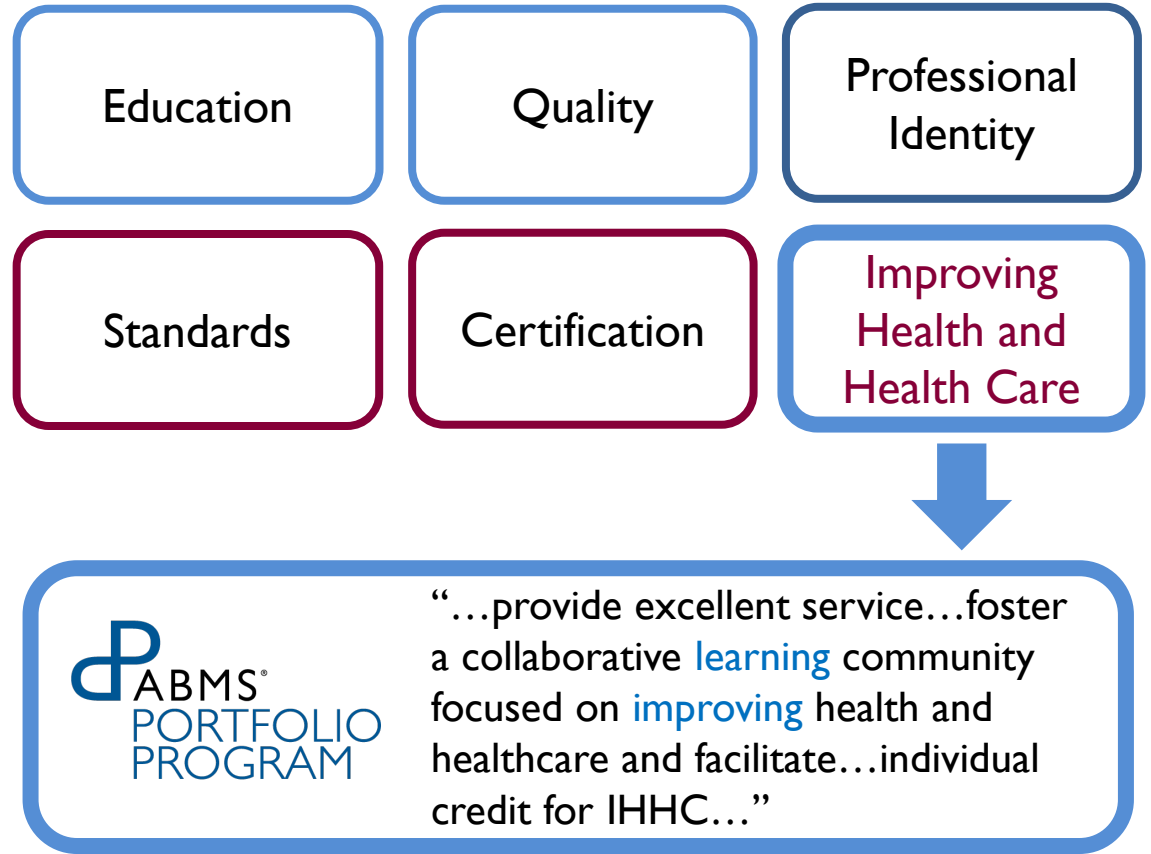 Education
Quality
Professional
Identity
Standards
Certification
Improving
Health and
Health Care
ABMS®
PORTFOLIO
PROGRAM
“…provide excellent service…foster
a collaborative learning community
focused on improving health and
healthcare and facilitate…individual
credit for IHHC…”